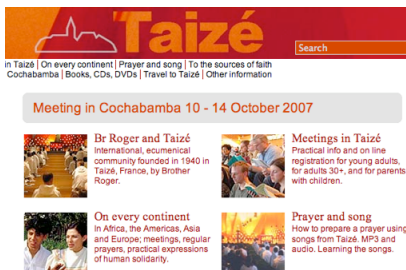 Taizé
Search
in Taizé | On every continent | Prayer and song | To the sources of faith
Cochabamba | Books, CDs, DVDs | Travel to Taizé | Other information
Meeting in Cochabamba 10 - 14 October 2007
Br Roger and Taizé
International, ecumenical
community founded in 1940 in
Taizé, France, by Brother
Roger.
Meetings in Taizé
Practical info and on line
registration for young adults,
for adults 30+, and for parents
with children.
On every continent
In Africa, the Americas, Asia
and Europe; meetings, regular
prayers, practical expressions
of human solidarity.
Prayer and song
How to prepare a prayer using
songs from Taizé. MP3 and
audio. Learning the songs.